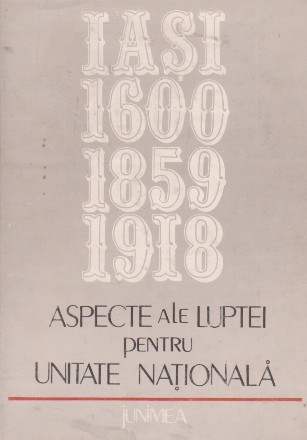 IAȘI
1600
1859
1918
ASPECTE ale LUPTEI
pentru
UNITATE NAȚIONALĂ
JUNIMEA